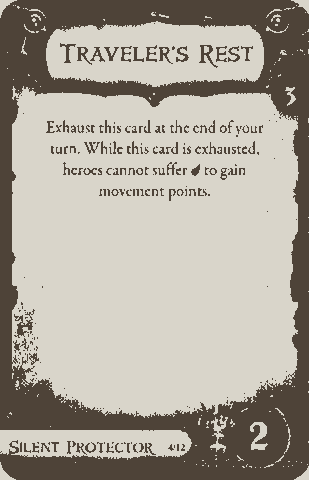 TRAVELER'S REST
3
Exhaust this card at the end of your
turn. While this card is exhausted,
heroes cannot suffer to gain
movement points.
SILENT PROTECTOR 4/12
2